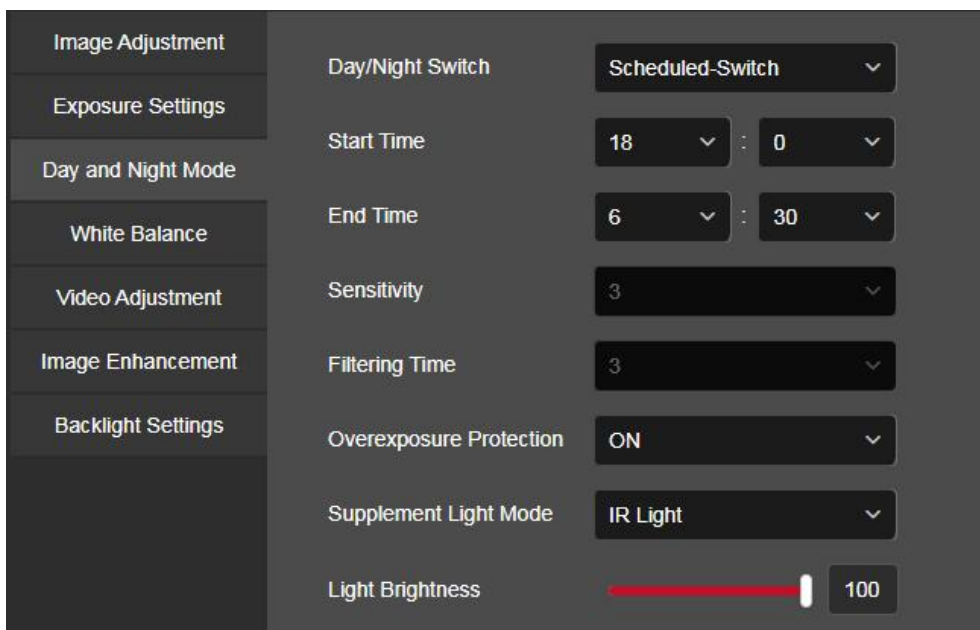 Image Adjustment
Exposure Settings
Day and Night Mode
White Balance
Video Adjustment
Image Enhancement
Backlight Settings
Day/Night Switch Scheduled-Switch
Start Time 18 : 0
End Time 6 : 30
Sensitivity 3
Filtering Time 3
Overexposure Protection ON
Supplement Light Mode IR Light
Light Brightness 100